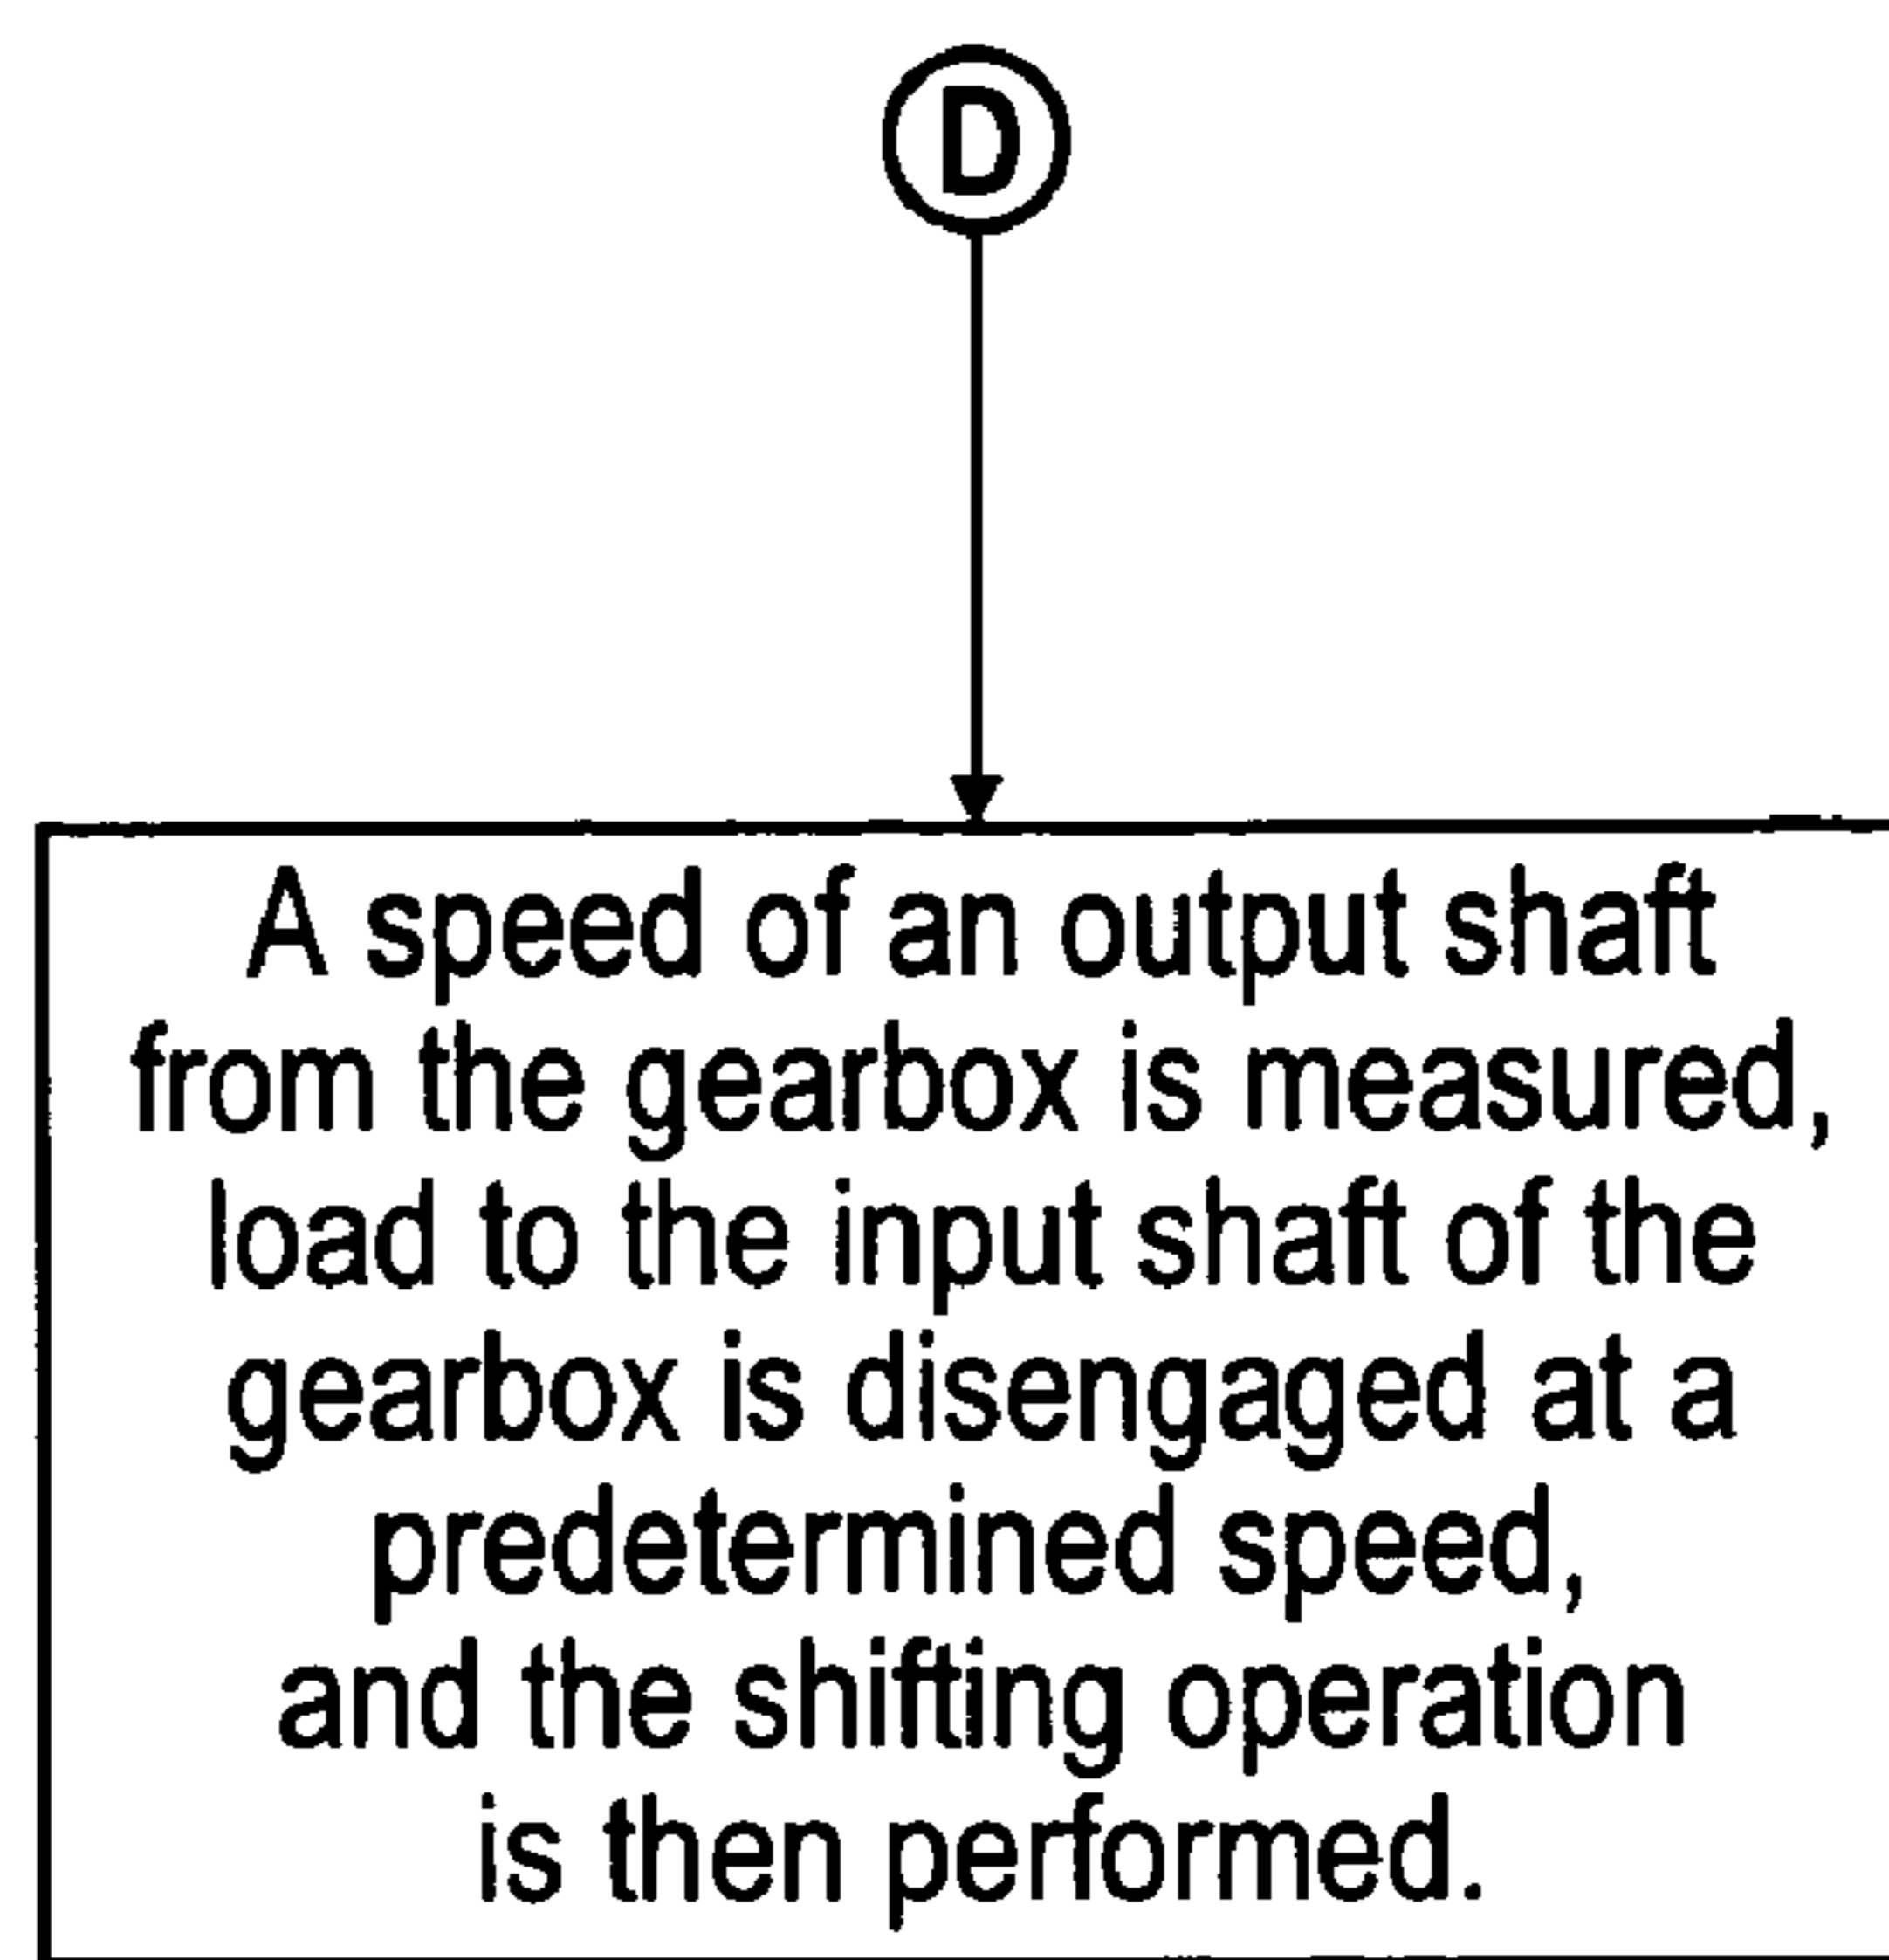 D
A speed of an output shaft
from the gearbox is measured,
load to the input shaft of the
gearbox is disengaged at a
predetermined speed,
and the shifting operation
is then performed.